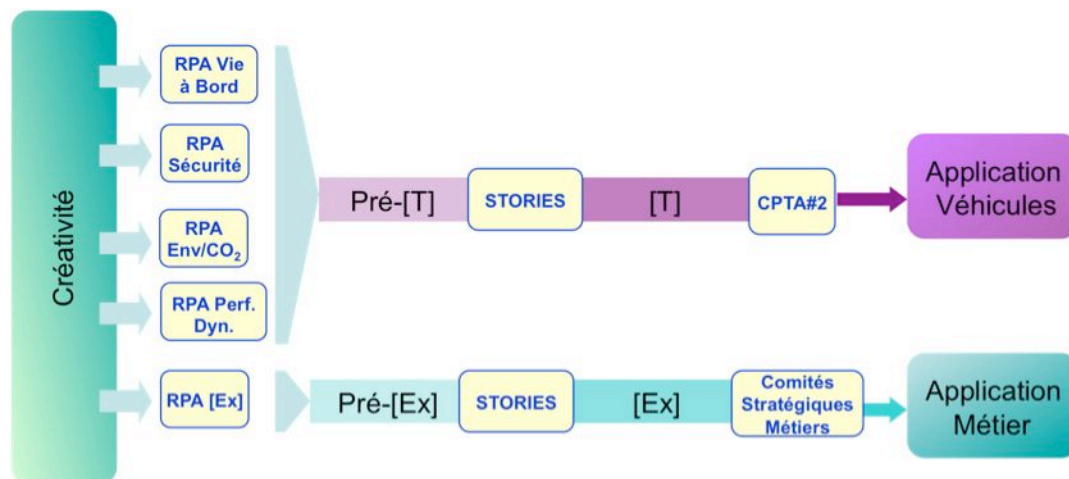 Créativité
RPA Vie
à Bord
RPA
Sécurité
RPA
Env/CO₂
RPA Perf.
Dyn.
RPA [Ex]
Pré-[T]
STORIES
[T]
CPTA#2
Application
Véhicules
Pré-[Ex]
STORIES
[Ex]
Comités
Stratégiques
Métiers
Application
Métier